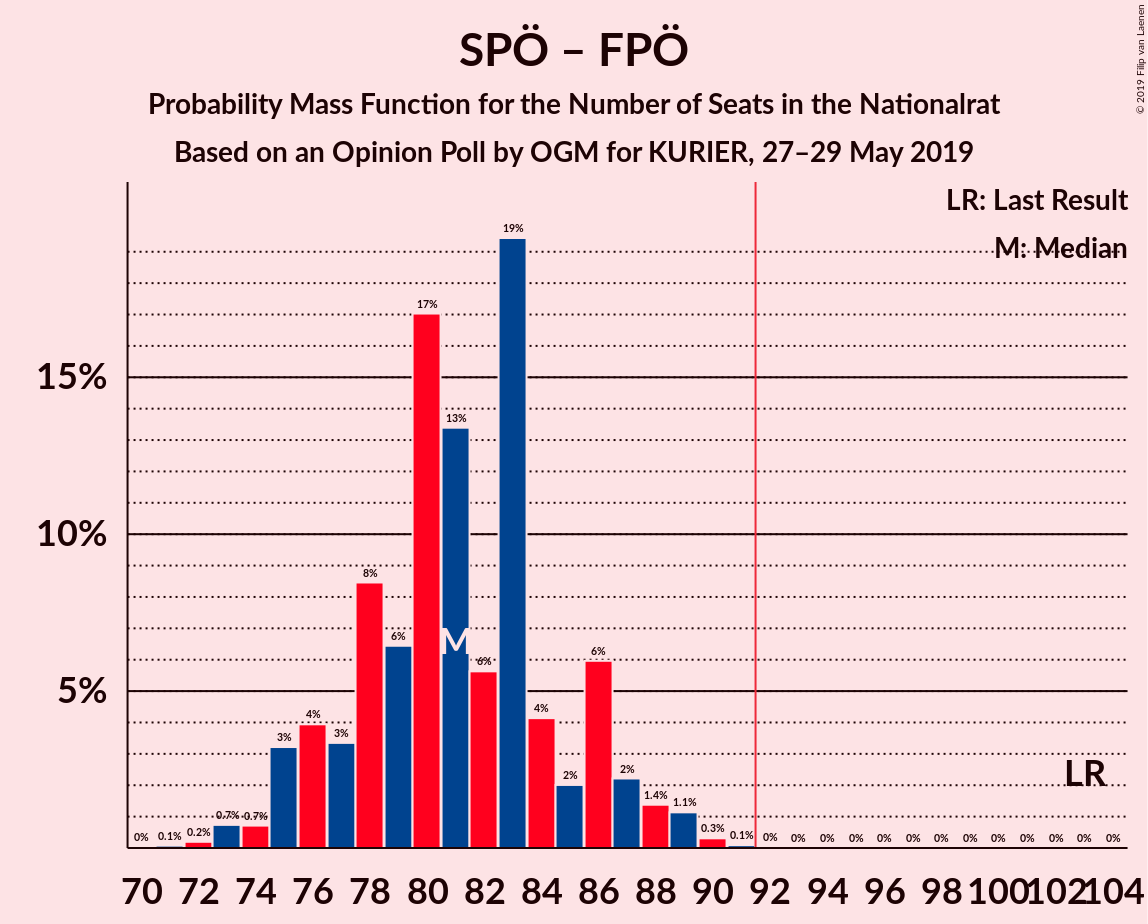 SPÖ – FPÖ
Probability Mass Function for the Number of Seats in the Nationalrat
Based on an Opinion Poll by OGM for KURIER, 27–29 May 2019
© 2019 Filip van Laenen
LR: Last Result
M: Median
15%
10%
5%
0% 0.1% 0.2% 0.7% 0.7% 3% 4% 3% 8% 6% 17% 13% 6% 19% 4% 2% 6% 2% 1.4% 1.1% 0.3% 0.1% 0% 0% 0% 0% 0% 0% 0% 0% 0% 0% 0% 0% 0%
M
LR
70 72 74 76 78 80 82 84 86 88 90 92 94 96 98 100 102 104